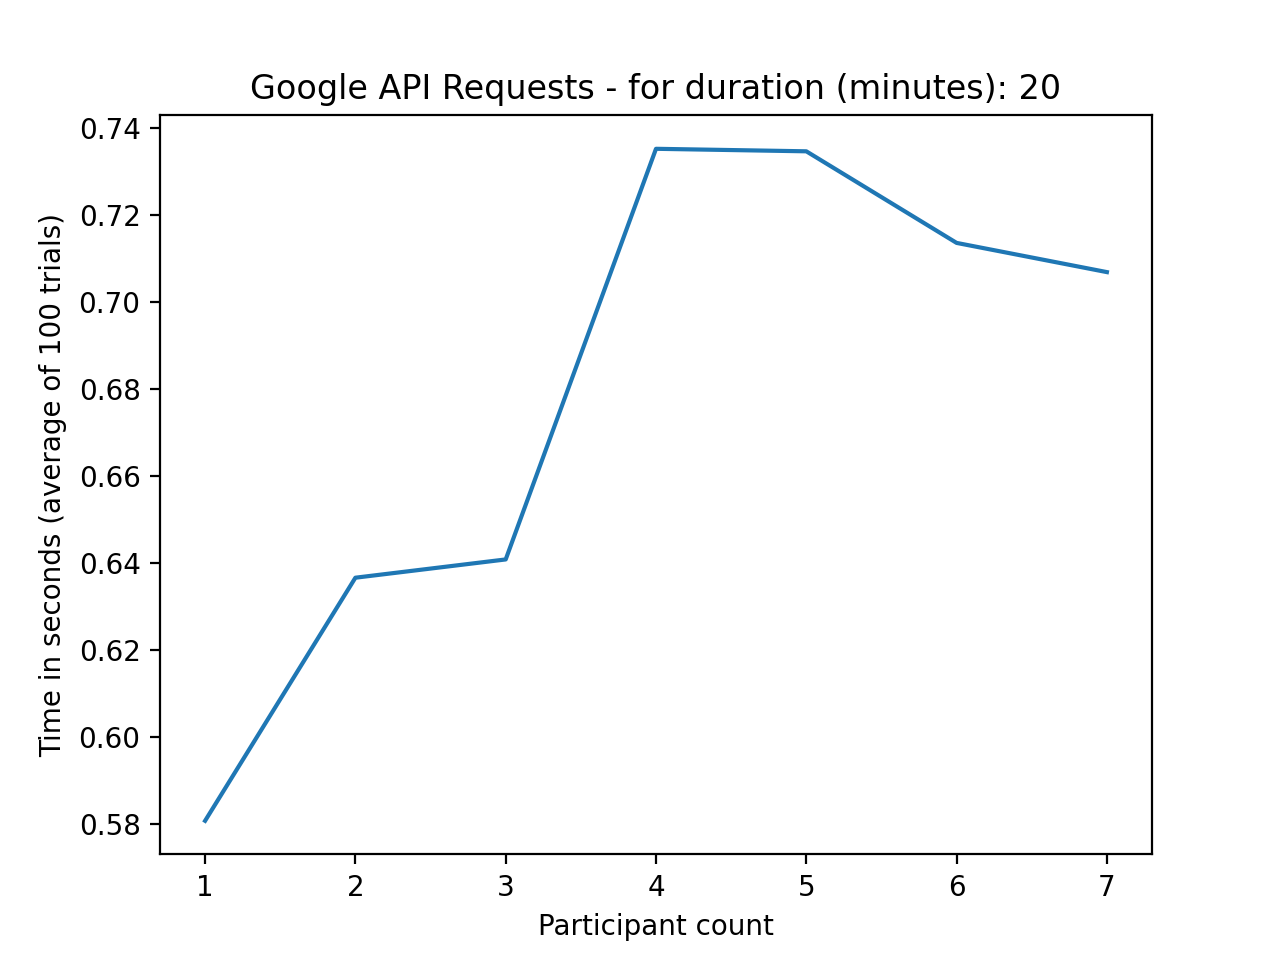 Google API Requests - for duration (minutes): 20
Time in seconds (average of 100 trials)
0.74
0.72
0.70
0.68
0.66
0.64
0.62
0.60
0.58
1 2 3 4 5 6 7
Participant count